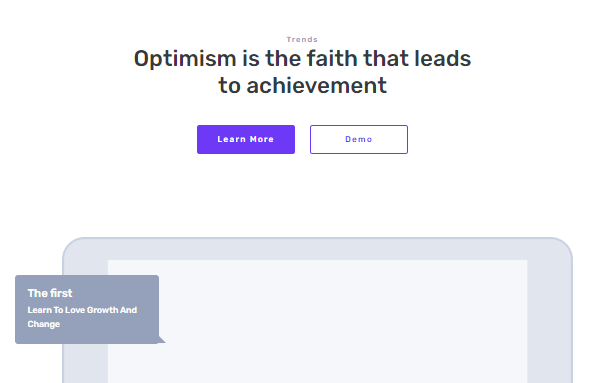 Trends
Optimism is the faith that leads
to achievement
Learn More
Demo
The first
Learn To Love Growth And
Change